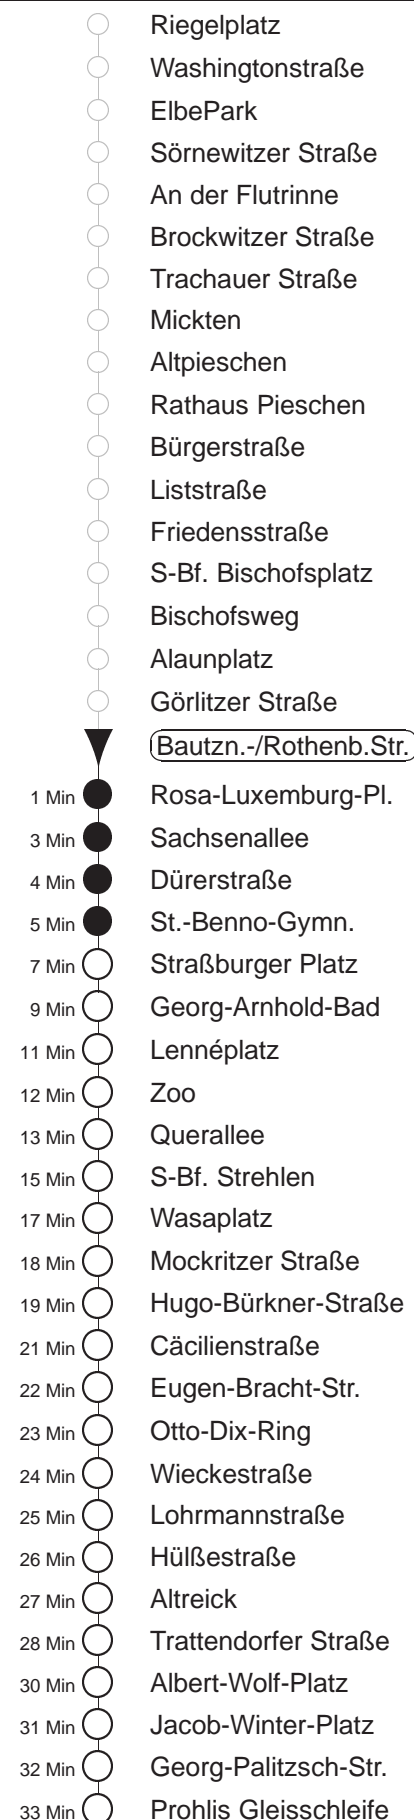 Riegelplatz
Washingtonstraße
ElbePark
Sörnewitzer Straße
An der Flutrinne
Brockwitzer Straße
Trachauer Straße
Mickten
Altpieschen
Rathaus Pieschen
Bürgerstraße
Liststraße
Friedensstraße
S-Bf. Bischofsplatz
Bischofsweg
Alaunplatz
Görlitzer Straße
Bautzn.-/Rothenb.Str.
1 Min Rosa-Luxemburg-Pl.
3 Min Sachsenallee
4 Min Dürerstraße
5 Min St.-Benno-Gymn.
7 Min Straßburger Platz
9 Min Georg-Arnhold-Bad
11 Min Lennéplatz
12 Min Zoo
13 Min Querallee
15 Min S-Bf. Strehlen
17 Min Wasaplatz
18 Min Mockritzer Straße
19 Min Hugo-Bürkner-Straße
21 Min Cäcilienstraße
22 Min Eugen-Bracht-Str.
23 Min Otto-Dix-Ring
24 Min Wieckestraße
25 Min Lohrmannstraße
26 Min Hülßestraße
27 Min Altreick
28 Min Trattendorfer Straße
30 Min Albert-Wolf-Platz
31 Min Jacob-Winter-Platz
32 Min Georg-Palitzsch-Str.
33 Min Prohlis Gleisschleife